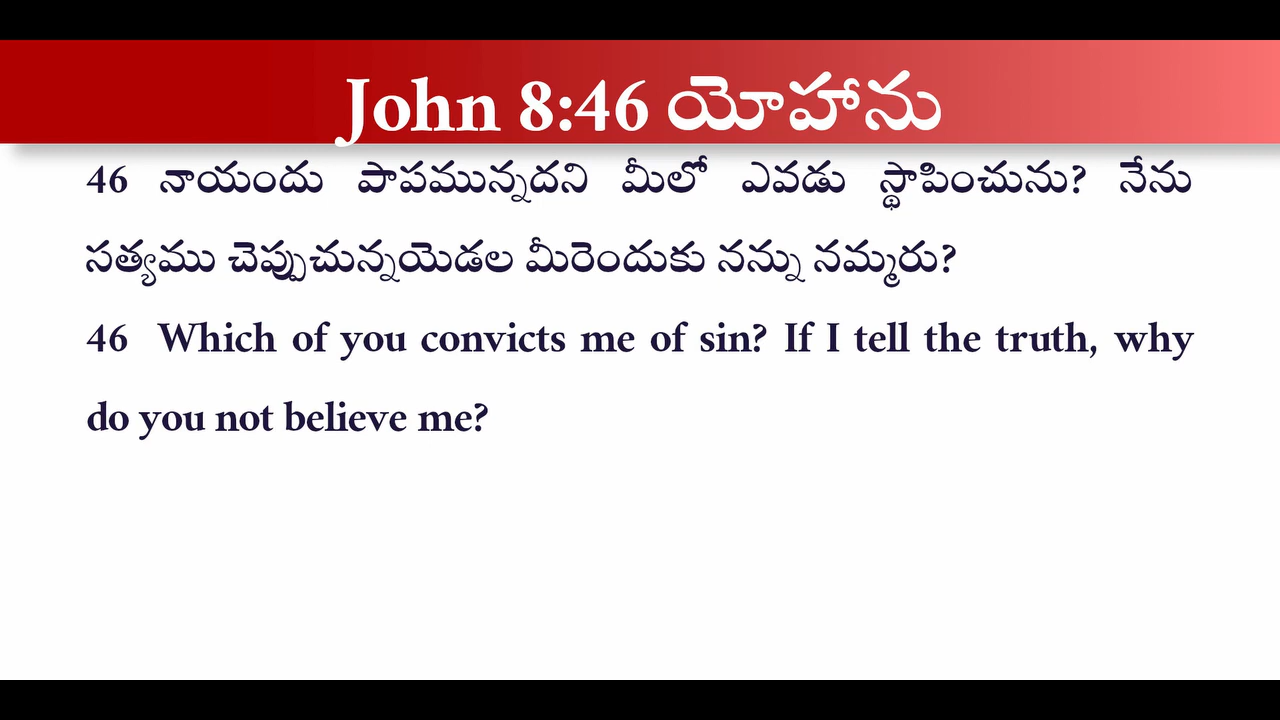 John 8:46 యోహాను
46 నాయందు పాపమున్నదని మీలో ఎవడు స్థాపించును? నేను
సత్యము చెప్పుచున్నయెడల మీరెందుకు నన్ను నమ్మరు?
46 Which of you convicts me of sin? If I tell the truth, why
do you not believe me?